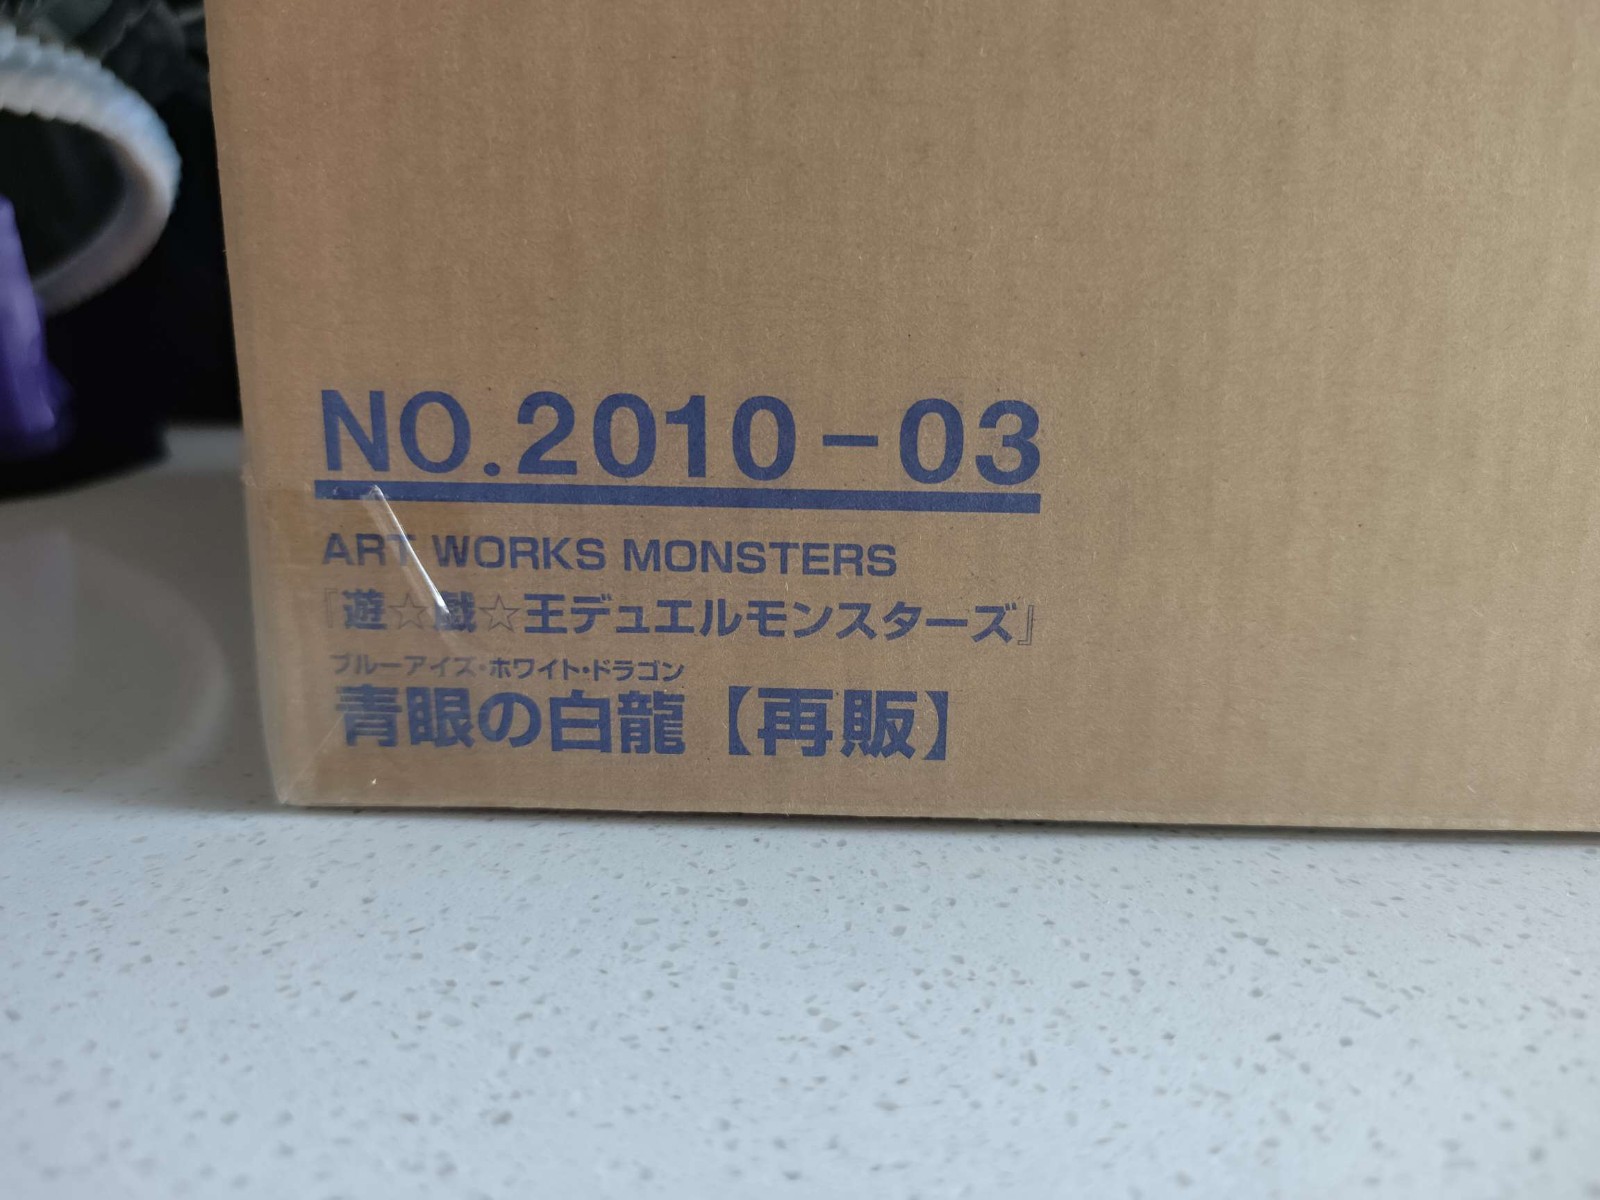 NO.2010-03
ART WORKS MONSTERS
『遊☆戯☆王デュエルモンスターズ』
ブルーアイズ・ホワイト・ドラゴン
青眼の白龍【再販】